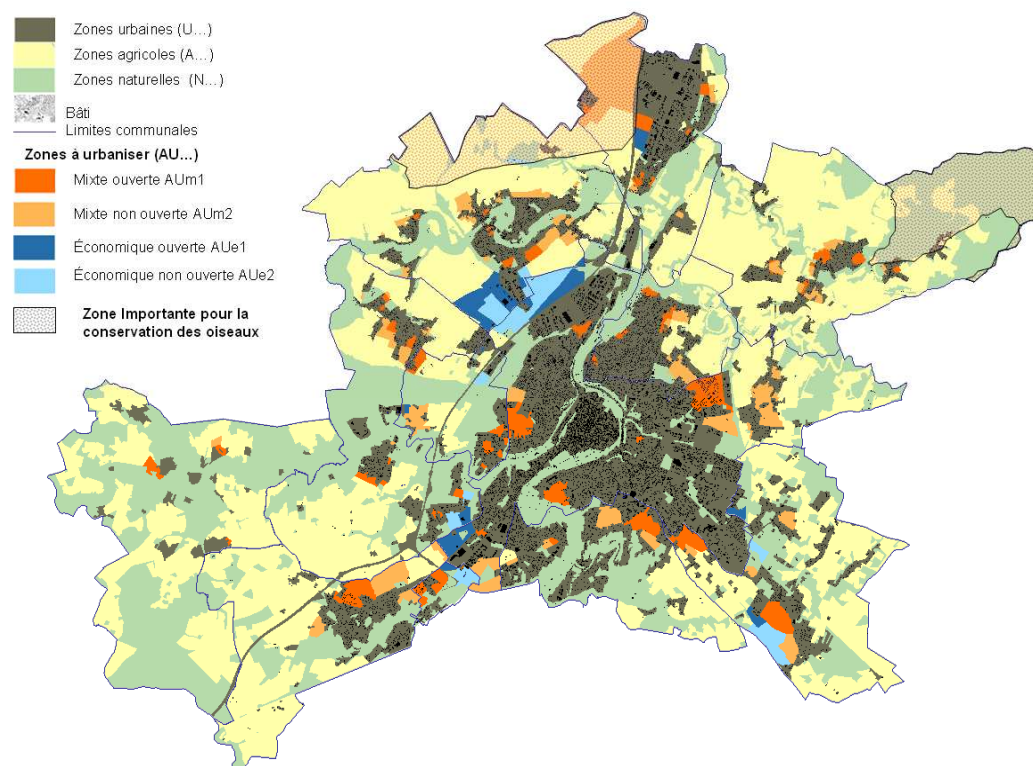 Zones urbaines (U...)
Zones agricoles (A...)
Zones naturelles (N...)
Bâti
Limites communales
Zones à urbaniser (AU...)
Mixte ouverte AUm1
Mixte non ouverte AUm2
Économique ouverte AUe1
Économique non ouverte AUe2
Zone Importante pour la
conservation des oiseaux